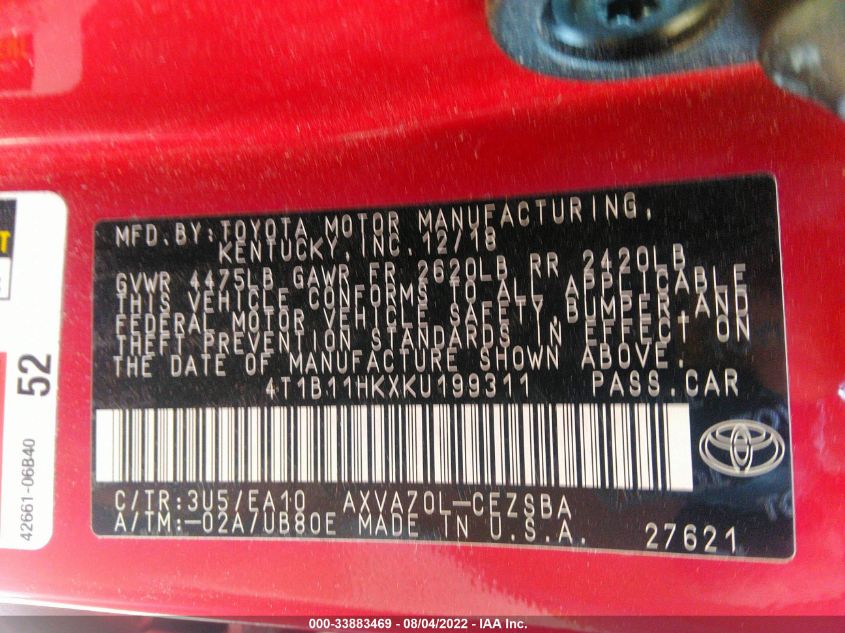 MFD. BY: TOYOTA MOTOR MANUFACTURING,
KENTUCKY, INC. 12/18
GVWR 4475LB GAWR FR 2620LB RR 2420LB
THIS VEHICLE CONFORMS TO ALL APPLICABLE
FEDERAL MOTOR VEHICLE SAFETY, BUMPER, AND
THEFT PREVENTION STANDARDS IN EFFECT ON
THE DATE OF MANUFACTURE SHOWN ABOVE.
4T1B11HKXKU199311 PASS. CAR
C/TR: 3U5/EA10 AXVA70L-CEZSBA
A/TM: -02A/UB80E MADE IN U.S.A.
27621
52
42661-06B40
000-33883469 - 08/04/2022 - IAA Inc.